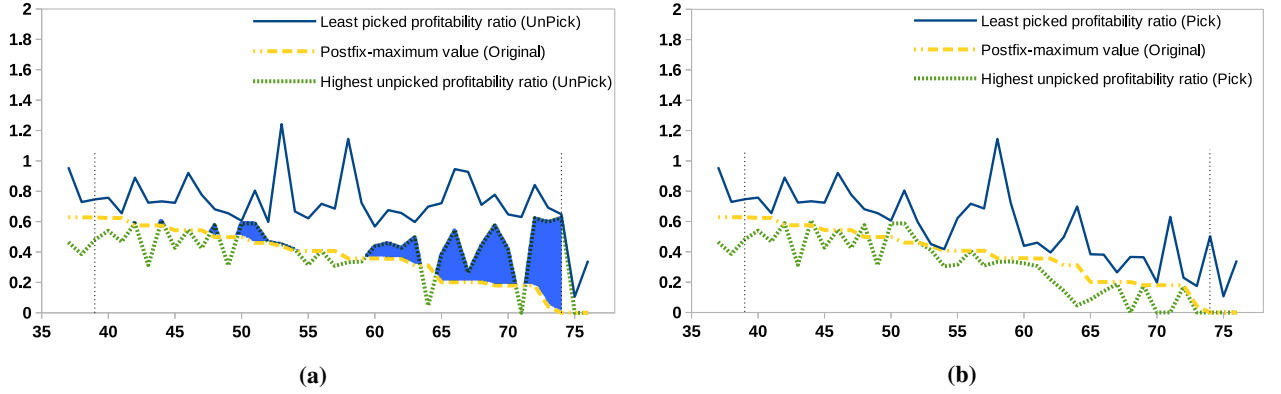 2
1.8
1.6
1.4
1.2
1
0.8
0.6
0.4
0.2
0
35 40 45 50 55 60 65 70 75
Least picked profitability ratio (UnPick)
Postfix-maximum value (Original)
Highest unpicked profitability ratio (UnPick)
(a)
2
1.8
1.6
1.4
1.2
1
0.8
0.6
0.4
0.2
0
35 40 45 50 55 60 65 70 75
Least picked profitability ratio (Pick)
Postfix-maximum value (Original)
Highest unpicked profitability ratio (Pick)
(b)